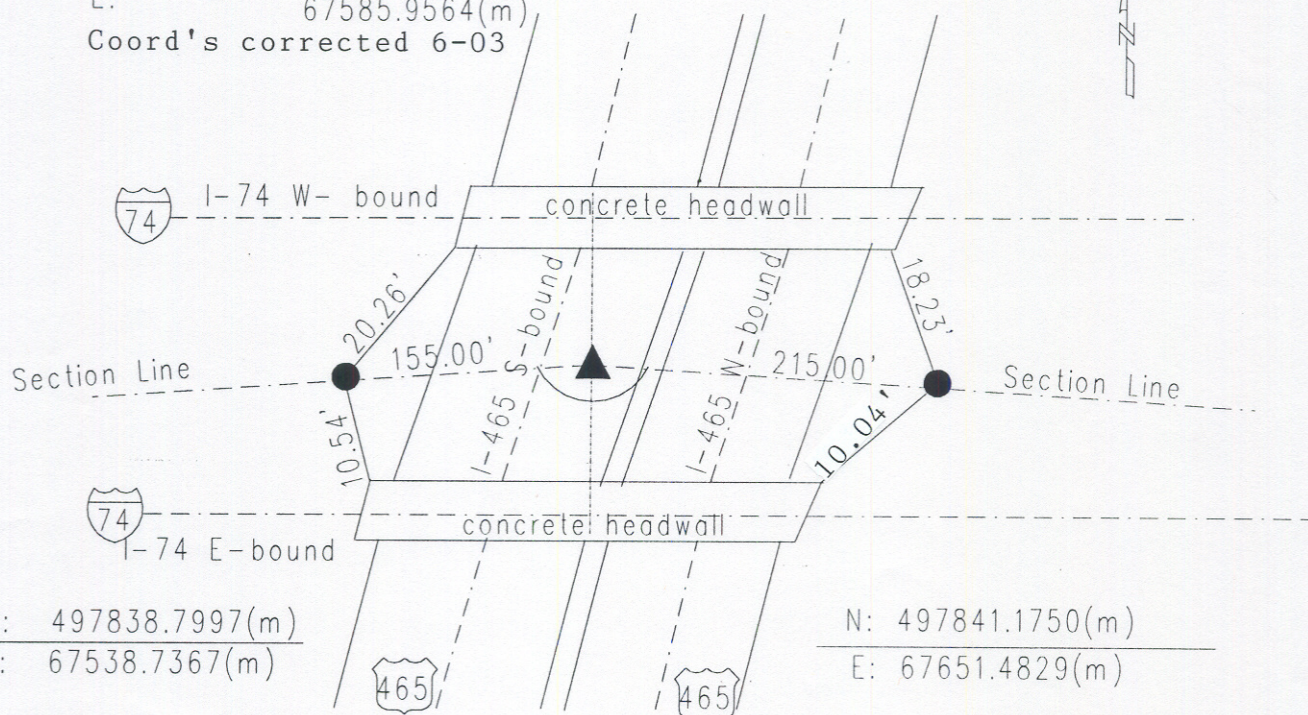 E: 67585.9564(m)
Coord's corrected 6-03
N
I-74 W- bound
74
concrete headwall
20.26'
18.23'
S-bound
I-465
W-bound
I-465
155.00'
215.00'
Section Line
Section Line
10.54'
10.04'
74
concrete headwall
I-74 E-bound
: 497838.7997(m)
: 67538.7367(m)
N: 497841.1750(m)
E: 67651.4829(m)
465
465